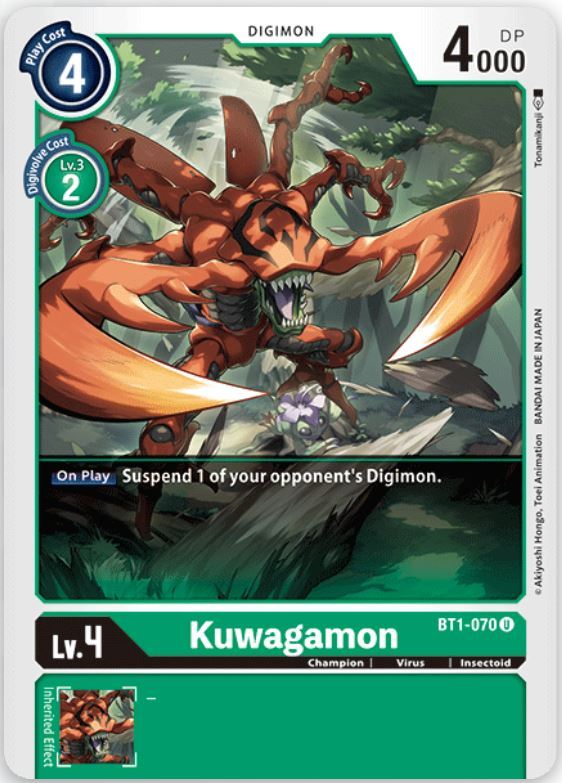 DIGIMON
Play Cost
4
DP
4000
Digivolve Cost
Lv.3
2
Tonamikanji
On Play Suspend 1 of your opponent's Digimon.
© Akiyoshi Hongo, Toei Animation BANDAI MADE IN JAPAN
BT1-070 U
Lv.4
Kuwagamon
Champion | Virus | Insectoid
Inherited Effect
–